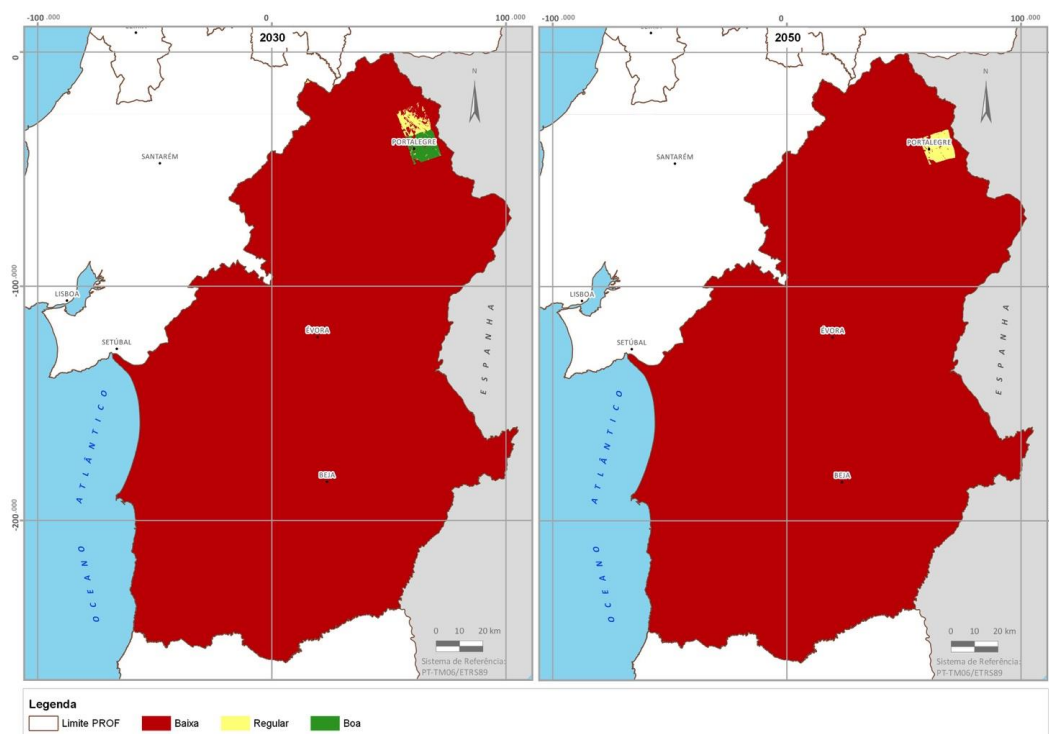 -100.000 0 100.000
2030
0
N
PORTALEGRE
SANTARÉM
-100.000
LISBOA
SETÚBAL
ÉVORA
ESPANHA
OCEANO ATLÂNTICO
BEJA
-200.000
0 10 20 km
Sistema de Referência:
PT-TM06/ETRS89
-100.000 0 100.000
2050
N
PORTALEGRE
SANTARÉM
LISBOA
SETÚBAL
ÉVORA
ESPANHA
OCEANO ATLÂNTICO
BEJA
0 10 20 km
Sistema de Referência:
PT-TM06/ETRS89
Legenda
Limite PROF Baixa Regular Boa